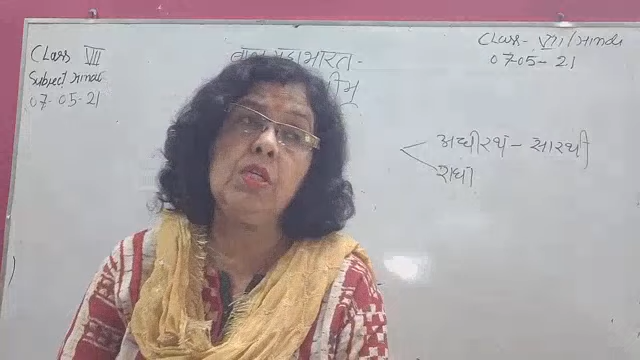 Class VII
Subject Hindi
07-05-21
बाल महाभारत -
Class- VII / Hindi
07-05-21
अधीरथ - सारथी
राधा